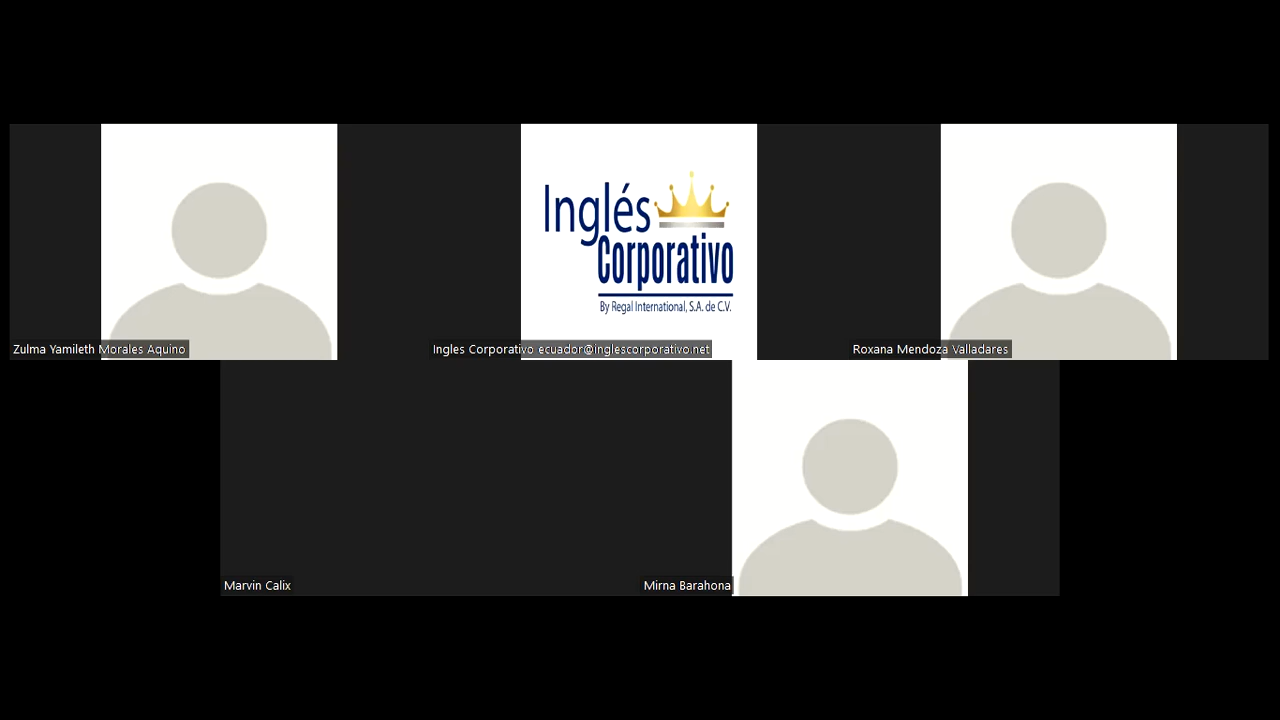 Inglés
Corporativo
By Regal International, S.A. de C.V.
Zulma Yamileth Morales Aquino
Ingles Corporativo ecuador@inglescorporativo.net
Roxana Mendoza Valladares
Marvin Calix
Mirna Barahona